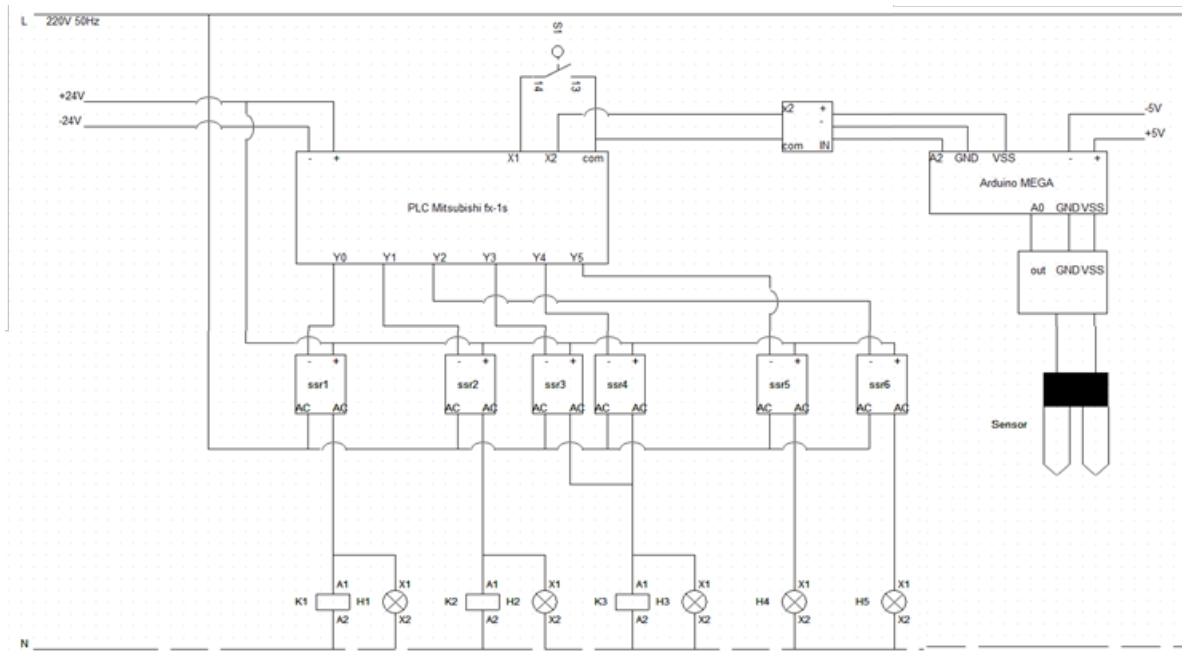 L 220V 50Hz
S1
14 13
+24V
-24V
x2 +
-
com IN
-5V
+5V
- + X1 X2 com
A2 GND VSS - +
Arduino MEGA
A0 GND VSS
PLC Mitsubishi fx-1s
Y0 Y1 Y2 Y3 Y4 Y5
out GND VSS
- + - + - + - + - + - +
ssr1 ssr2 ssr3 ssr4 ssr5 ssr6
AC AC AC AC AC AC AC AC AC AC AC AC
Sensor
A1 X1 A1 X1 A1 X1 X1 X1
K1 H1 K2 H2 K3 H3 H4 H5
A2 X2 A2 X2 A2 X2 X2 X2
N